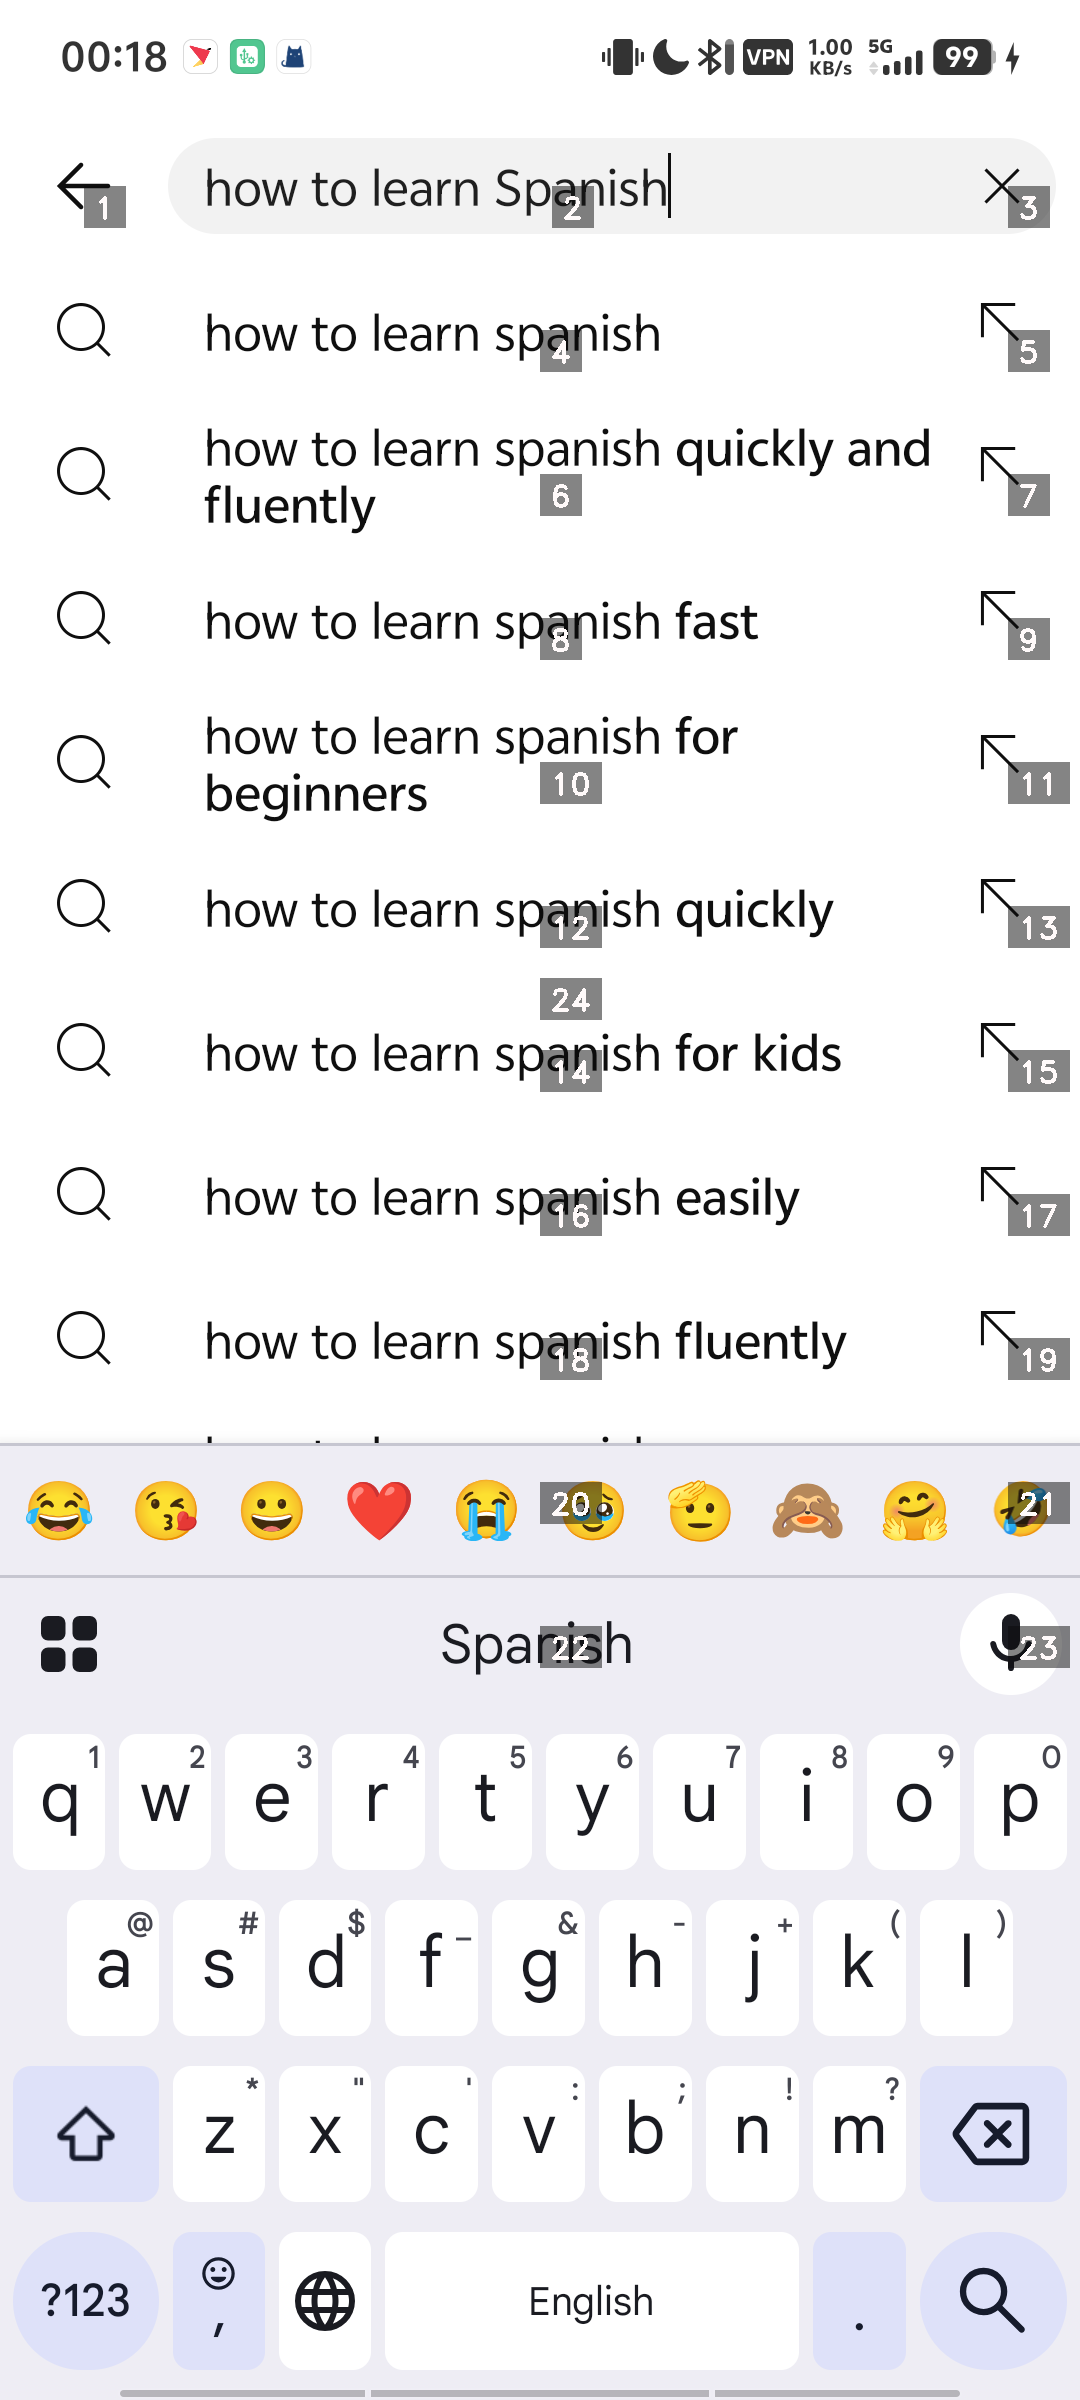 00:18
VPN
1.00 KB/s
5G
99
how to learn Spanish
1
2
3
how to learn spanish
4
5
how to learn spanish quickly and
fluently
6
7
how to learn spanish fast
8
9
how to learn spanish for
beginners
10
11
how to learn spanish quickly
12
13
24
how to learn spanish for kids
14
15
how to learn spanish easily
16
17
how to learn spanish fluently
18
19
20
21
Spanish
22
23
1 2 3 4 5 6 7 8 9 0
q w e r t y u i o p
@ # $ _ & - + ( )
a s d f g h j k l
* " ' : ; ! ?
z x c v b n m
?123 , English .